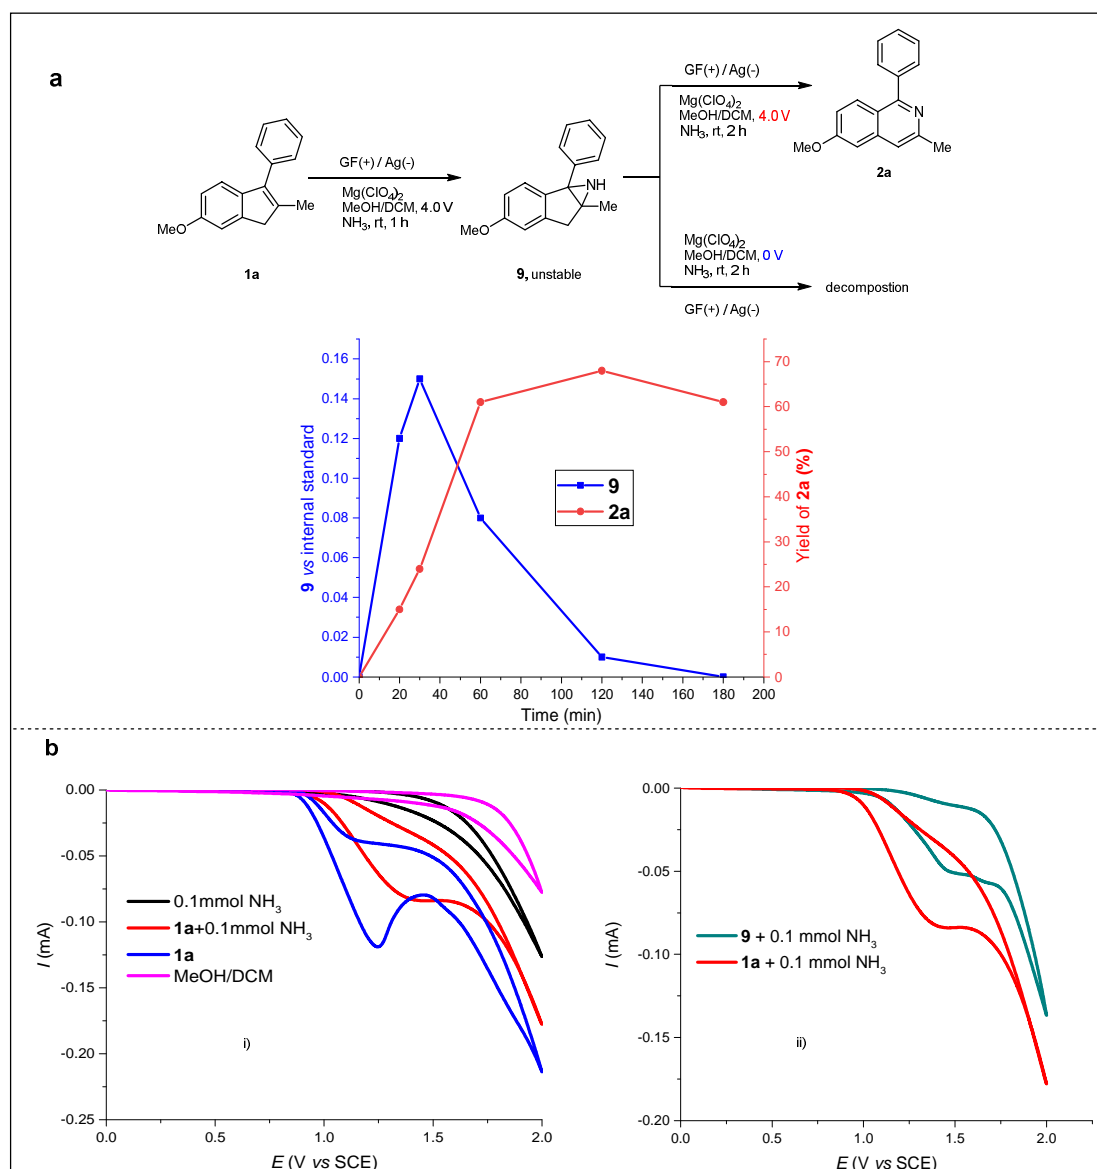 a
GF(+) / Ag(-)
Mg(ClO4)2
MeOH/DCM, 4.0 V
NH3, rt, 1 h
MeO
Me
1a
NH
Me
MeO
9, unstable
GF(+) / Ag(-)
Mg(ClO4)2
MeOH/DCM, 4.0 V
NH3, rt, 2 h
N
MeO
Me
2a
Mg(ClO4)2
MeOH/DCM, 0 V
NH3, rt, 2 h
GF(+) / Ag(-)
decompostion
9 vs internal standard
0.16
0.14
0.12
0.10
0.08
0.06
0.04
0.02
0.00
9
2a
70
60
50
40
30
20
10
0
Yield of 2a (%)
0 20 40 60 80 100 120 140 160 180 200
Time (min)
b
I (mA)
0.00
-0.05
-0.10
-0.15
-0.20
-0.25
0.1mmol NH3
1a+0.1mmol NH3
1a
MeOH/DCM
i)
0.0 0.5 1.0 1.5 2.0
E (V vs SCE)
I (mA)
0.00
-0.05
-0.10
-0.15
-0.20
9 + 0.1 mmol NH3
1a + 0.1 mmol NH3
ii)
0.0 0.5 1.0 1.5 2.0
E (V vs SCE)